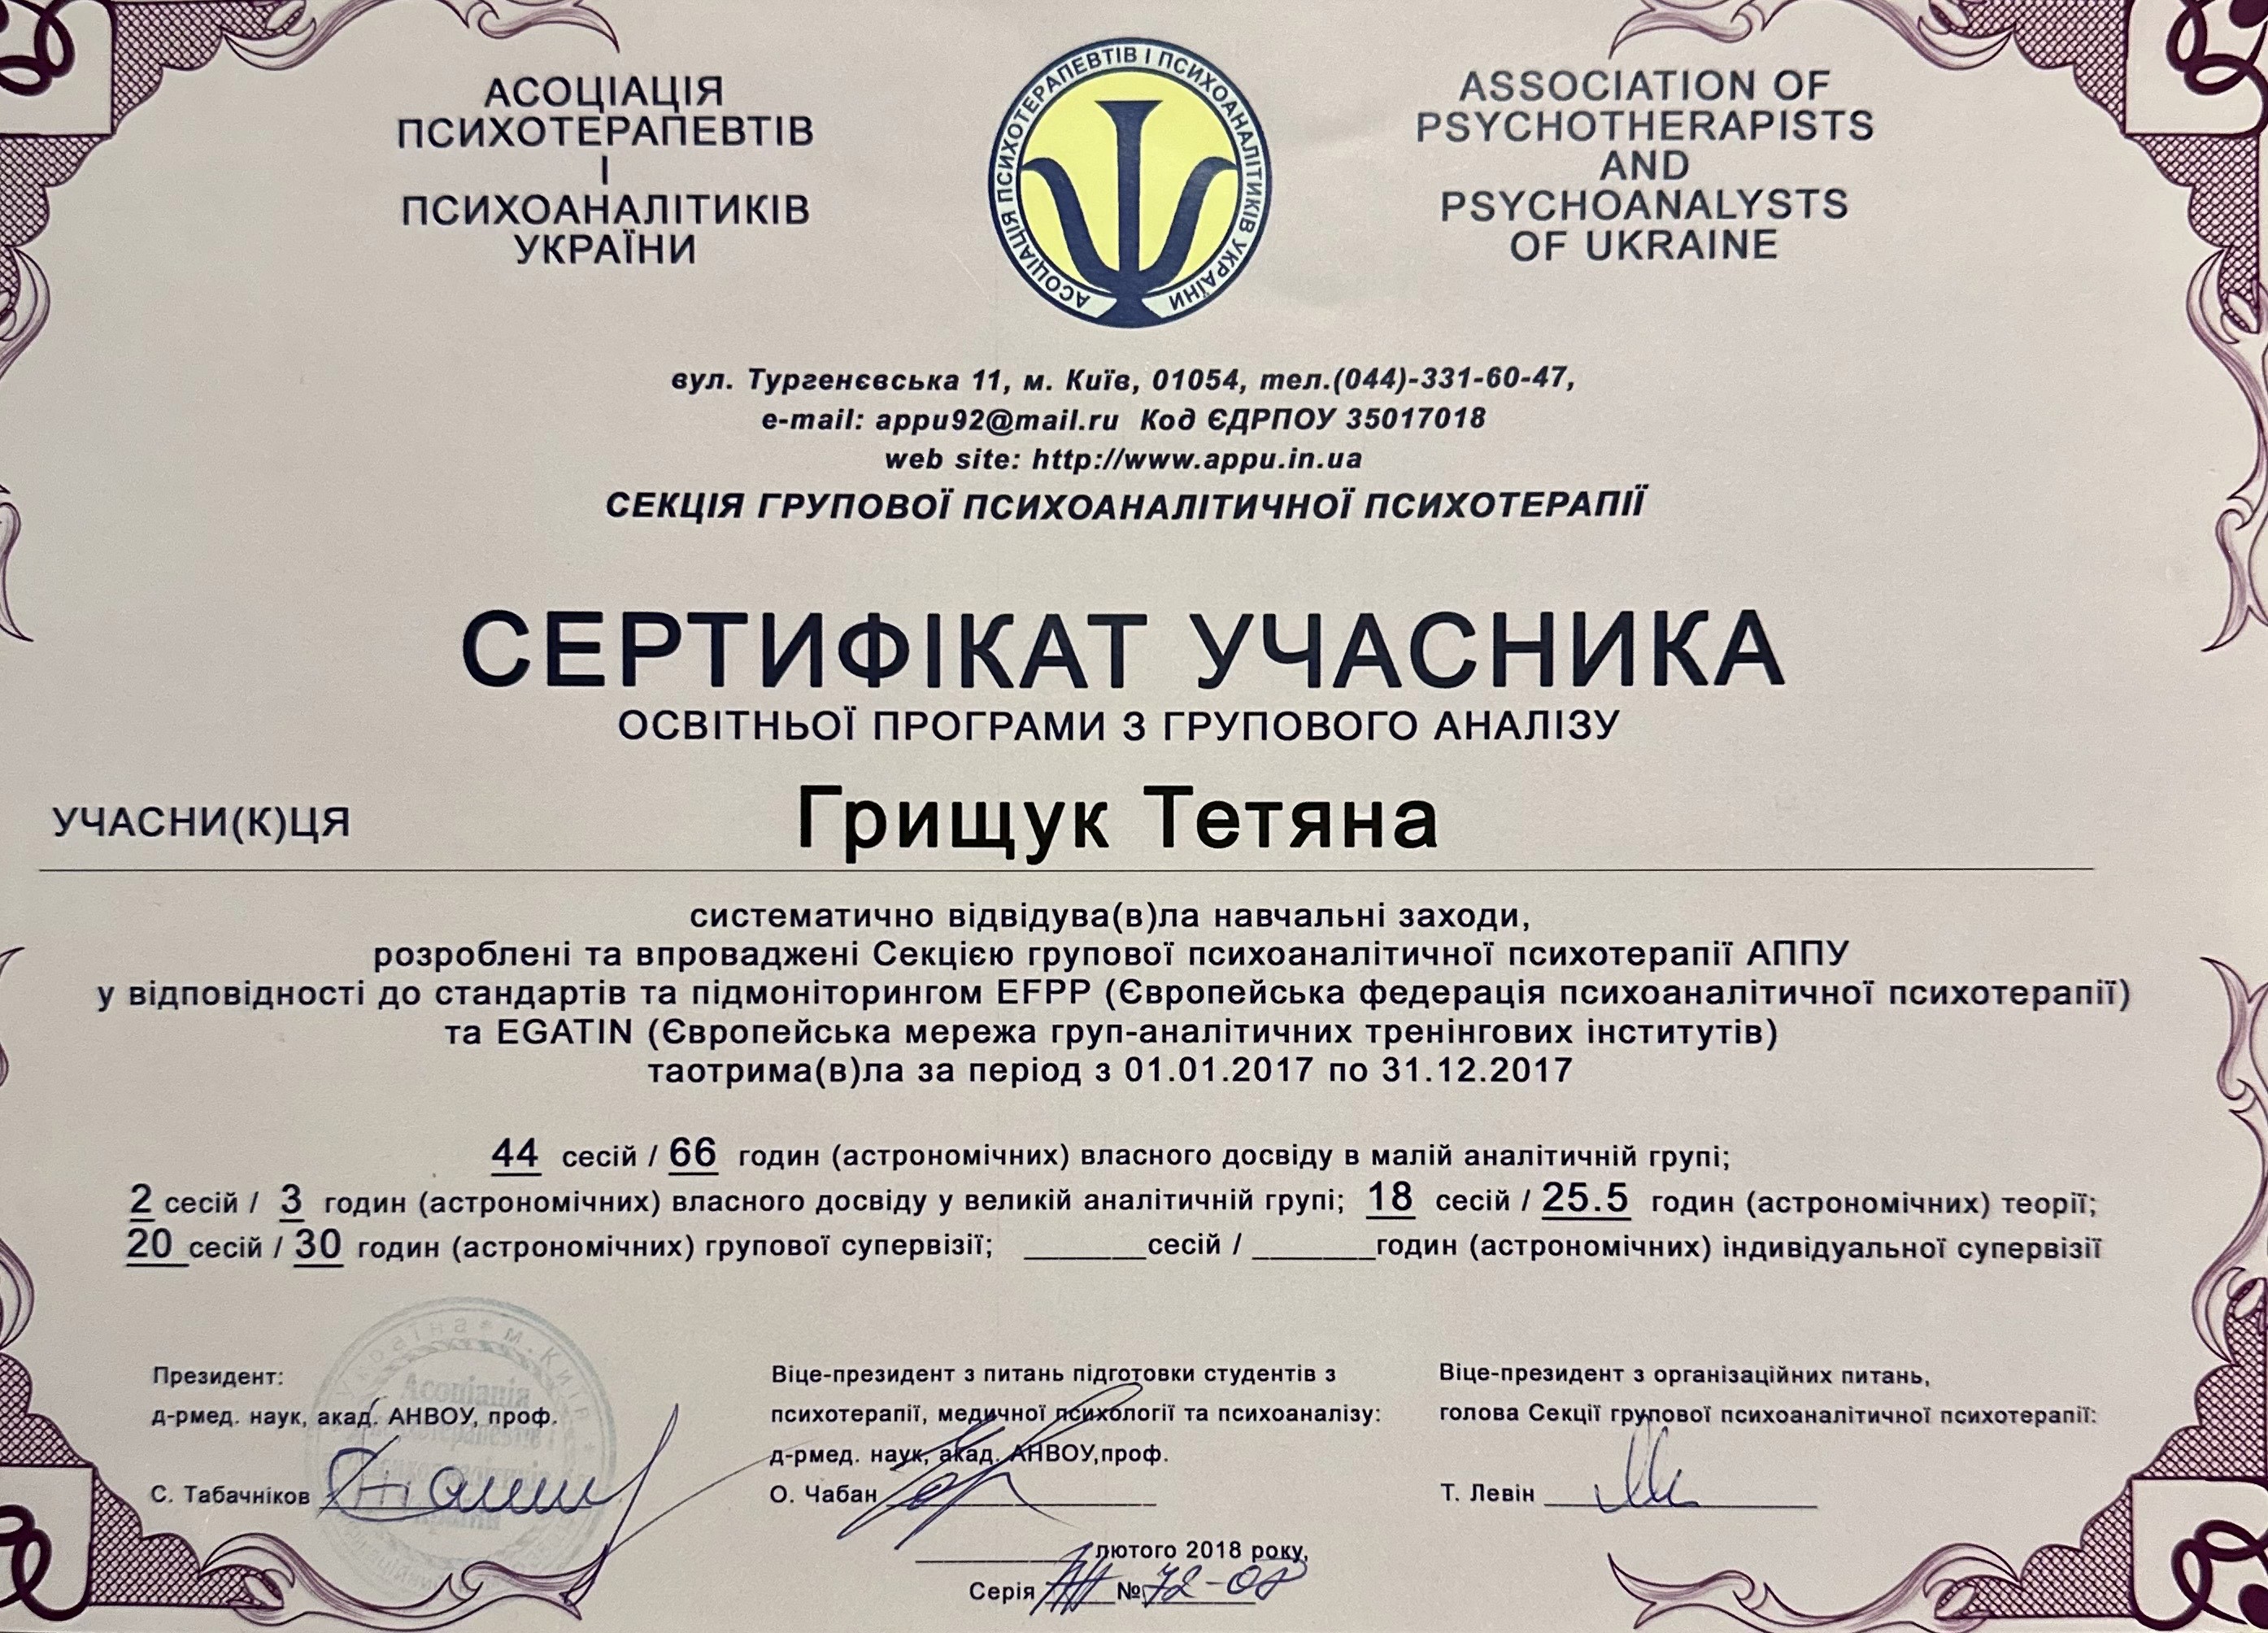 АСОЦІАЦІЯ
ПСИХОТЕРАПЕВТІВ
І
ПСИХОАНАЛІТИКІВ
УКРАЇНИ
АСОЦІАЦІЯ ПСИХОТЕРАПЕВТІВ І ПСИХОАНАЛІТИКІВ УКРАЇНИ
ASSOCIATION OF
PSYCHOTHERAPISTS
AND
PSYCHOANALYSTS
OF UKRAINE
вул. Тургенєвська 11, м. Київ, 01054, тел.(044)-331-60-47,
e-mail: appu92@mail.ru Код ЄДРПОУ 35017018
web site: http://www.appu.in.ua
СЕКЦІЯ ГРУПОВОЇ ПСИХОАНАЛІТИЧНОЇ ПСИХОТЕРАПІЇ
СЕРТИФІКАТ УЧАСНИКА
ОСВІТНЬОЇ ПРОГРАМИ З ГРУПОВОГО АНАЛІЗУ
УЧАСНИ(К)ЦЯ Грищук Тетяна
систематично відвідува(в)ла навчальні заходи,
розроблені та впроваджені Секцією групової психоаналітичної психотерапії АППУ
у відповідності до стандартів та підмоніторингом EFPP (Європейська федерація психоаналітичної психотерапії)
та EGATIN (Європейська мережа груп-аналітичних тренінгових інститутів)
таотрима(в)ла за період з 01.01.2017 по 31.12.2017
44 сесій / 66 годин (астрономічних) власного досвіду в малій аналітичній групі;
2 сесій / 3 годин (астрономічних) власного досвіду у великій аналітичній групі; 18 сесій / 25.5 годин (астрономічних) теорії;
20 сесій / 30 годин (астрономічних) групової супервізії; _______сесій / _______годин (астрономічних) індивідуальної супервізії
Президент:
д-рмед. наук, акад. АНВОУ, проф.
С. Табачніков
Віце-президент з питань підготовки студентів з
психотерапії, медичної психології та психоаналізу:
д-рмед. наук, акад. АНВОУ,проф.
О. Чабан
Віце-президент з організаційних питань,
голова Секції групової психоаналітичної психотерапії:
Т. Левін
лютого 2018 року,
Серія № 72-08
Україна * м. Київ *
Асоціація